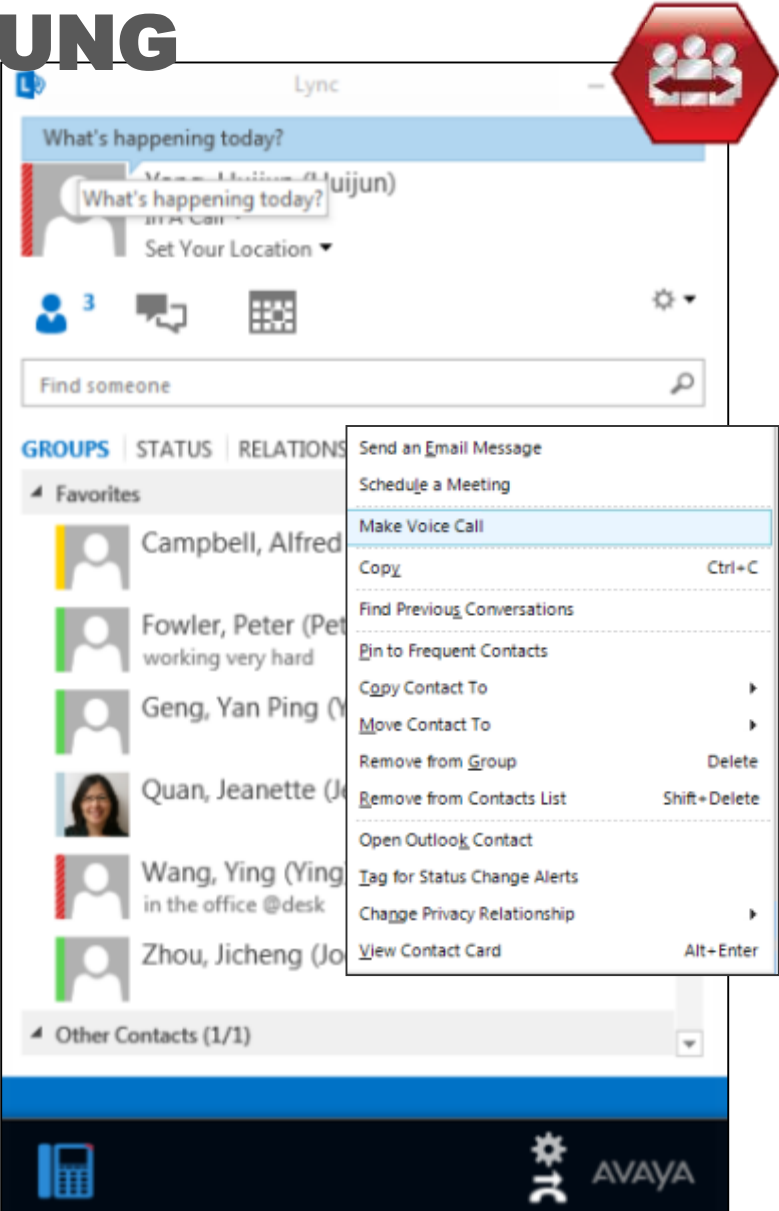 UNG
Lync
What's happening today?
uijun)
What's happening today?
Set Your Location
3
Find someone
GROUPS STATUS RELATIONS
Favorites
Campbell, Alfred
Fowler, Peter (Pet
working very hard
Geng, Yan Ping (Y
Quan, Jeanette (Je
Wang, Ying (Ying
in the office @desk
Zhou, Jicheng (Jo
Other Contacts (1/1)
Send an Email Message
Schedule a Meeting
Make Voice Call
Copy Ctrl+C
Find Previous Conversations
Pin to Frequent Contacts
Copy Contact To
Move Contact To
Remove from Group Delete
Remove from Contacts List Shift+Delete
Open Outlook Contact
Tag for Status Change Alerts
Change Privacy Relationship
View Contact Card Alt+Enter
AVAYA